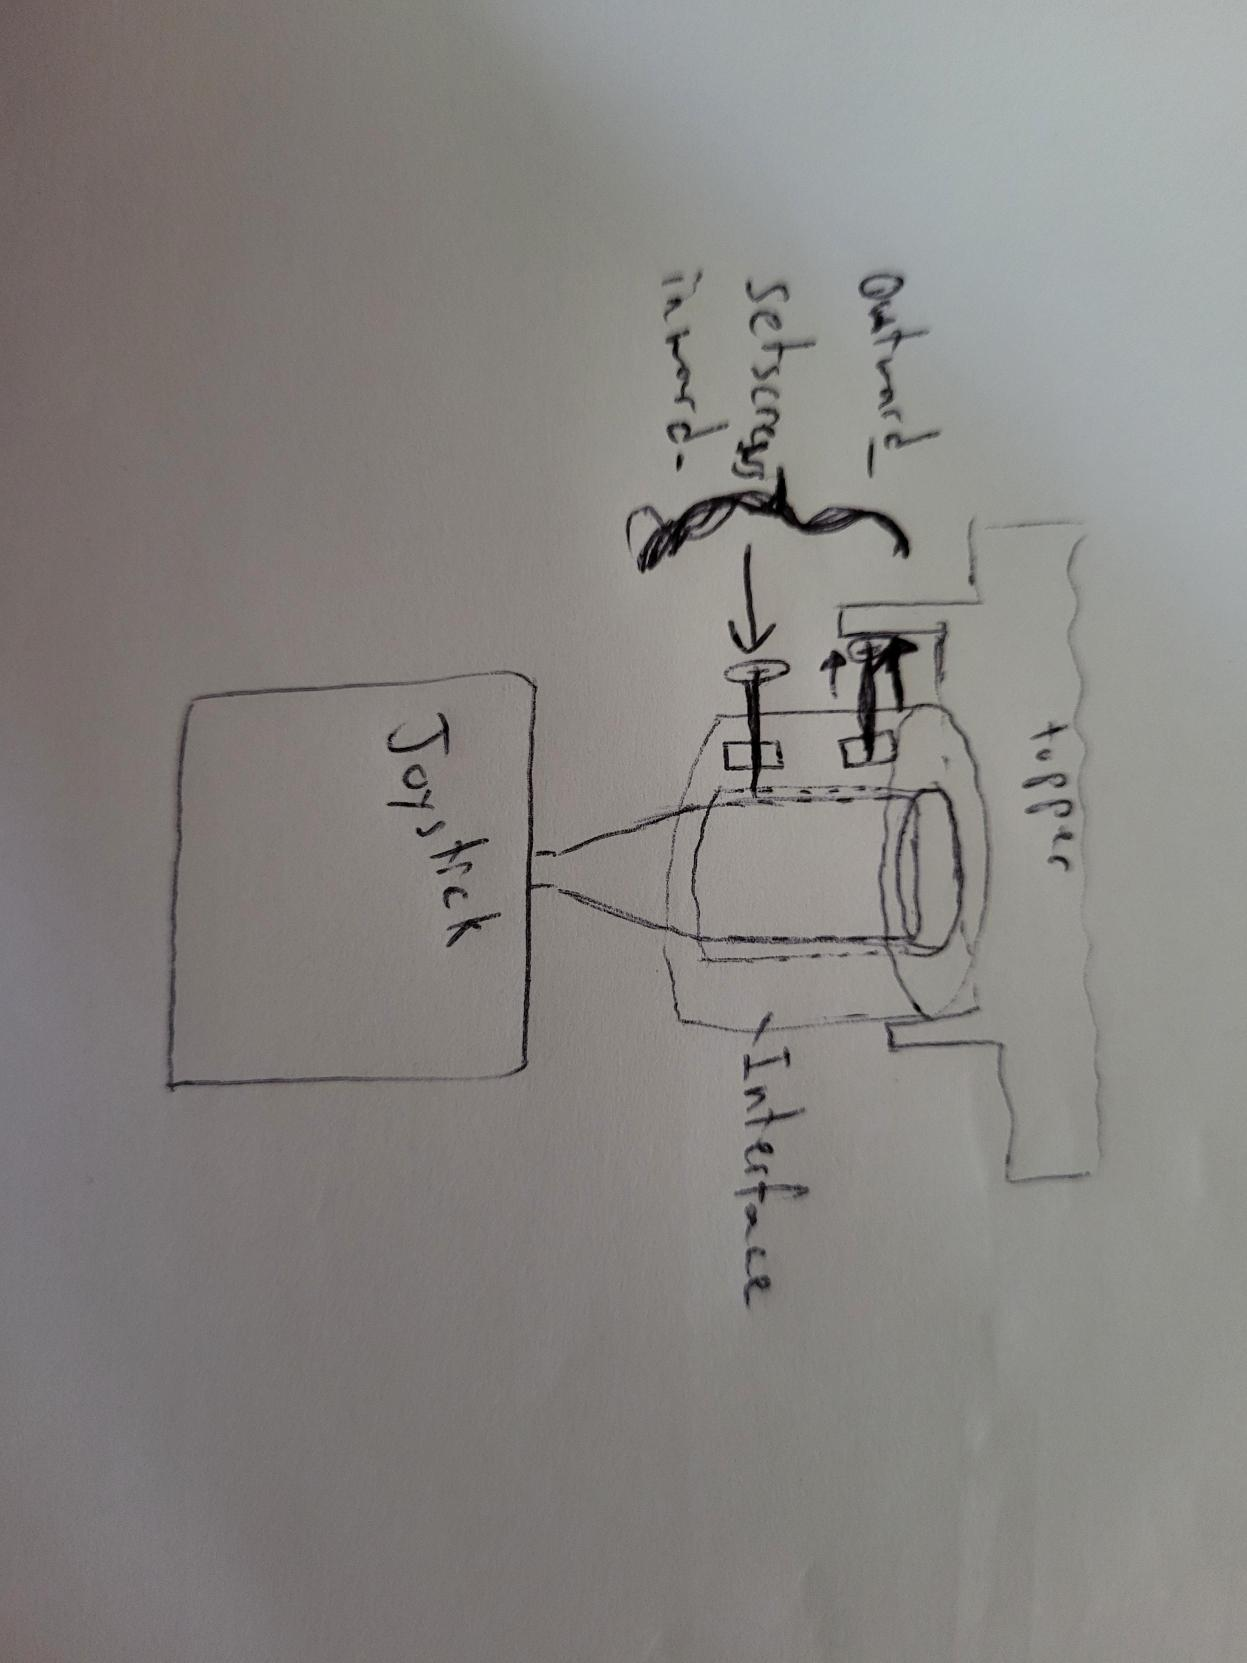 topper
Outward
Setscrews
inward.
Interface
Joystick